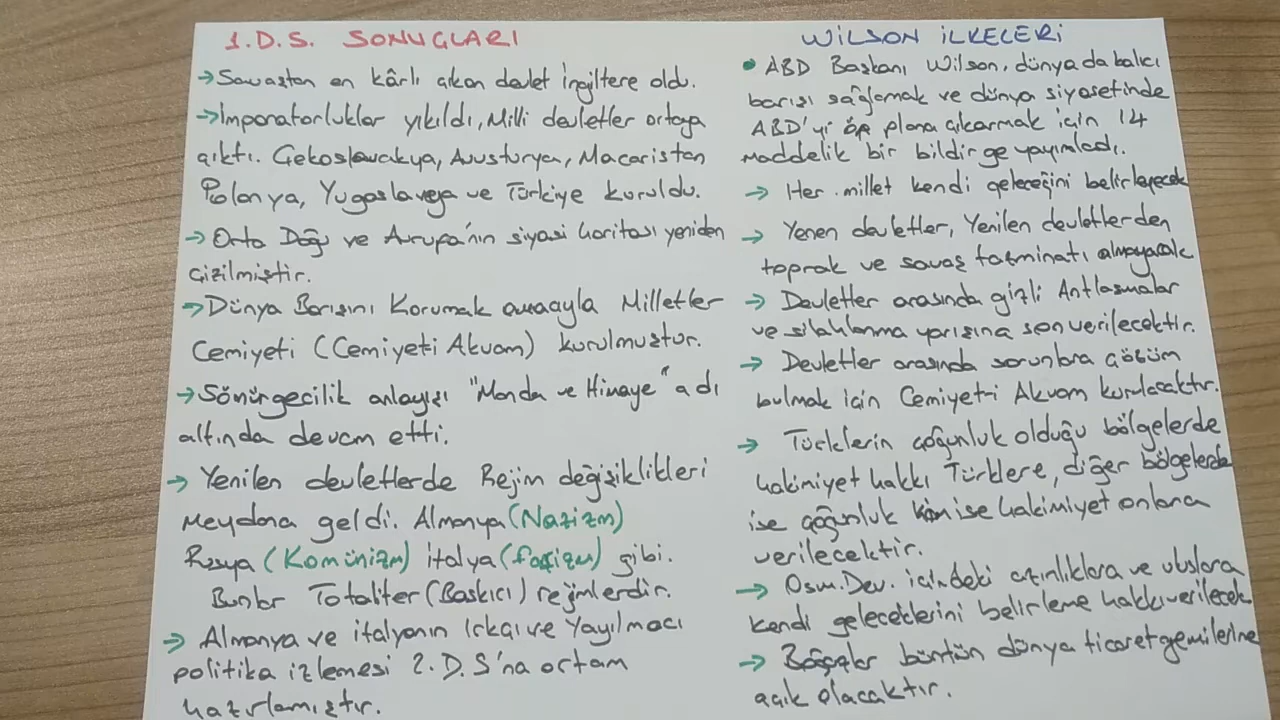 1.D.S. SONUÇLARI
→ Savaştan en kârlı çıkan devlet İngiltere oldu.
→ İmparatorluklar yıkıldı, Milli devletler ortaya
çıktı. Çekoslavakya, Avusturya, Macaristan
Polonya, Yugoslavya ve Türkiye kuruldu.
→ Orta Doğu ve Avrupa'nın siyasi haritası yeniden
çizilmiştir.
→ Dünya Barışını Korumak amacıyla Milletler
Cemiyeti (Cemiyeti Akvam) kurulmuştur.
→ Sömürgecilik anlayışı "Manda ve Himaye" adı
altında devam etti.
→ Yenilen devletlerde Rejim değişiklikleri
meydana geldi. Almanya (Nazizm)
Rusya (Komünizm) italya (faşizm) gibi.
Bunlar Totaliter (Baskıcı) rejimlerdir.
→ Almanya ve italyanın Irkçı ve Yayılmacı
politika izlemesi 2.D.S'na ortam
hazırlamıştır.
WİLSON İLKELERİ
• ABD Başkanı Wilson, dünyada kalıcı
barışı sağlamak ve dünya siyasetinde
ABD'yi ön plana çıkarmak için 14
maddelik bir bildirge yayımladı.
→ Her millet kendi geleceğini belirleyecek
→ Yenen devletler, Yenilen devletlerden
toprak ve savaş tazminatı almayacak
→ Devletler arasında gizli Antlaşmalar
ve silahlanma yarışına son verilecektir.
→ Devletler arasında sorunlara çözüm
bulmak için Cemiyeti Akvam kurulacaktır.
→ Türklerin çoğunluk olduğu bölgelerde
hakimiyet hakkı Türklere, diğer bölgelerde
ise çoğunluk kim ise hakimiyet onlara
verilecektir.
→ Osm. Dev. içindeki azınlıklara ve uluslara
kendi geleceklerini belirleme hakkı verilecek
→ Boğazlar bütün dünya ticaret gemilerine
açık olacaktır.